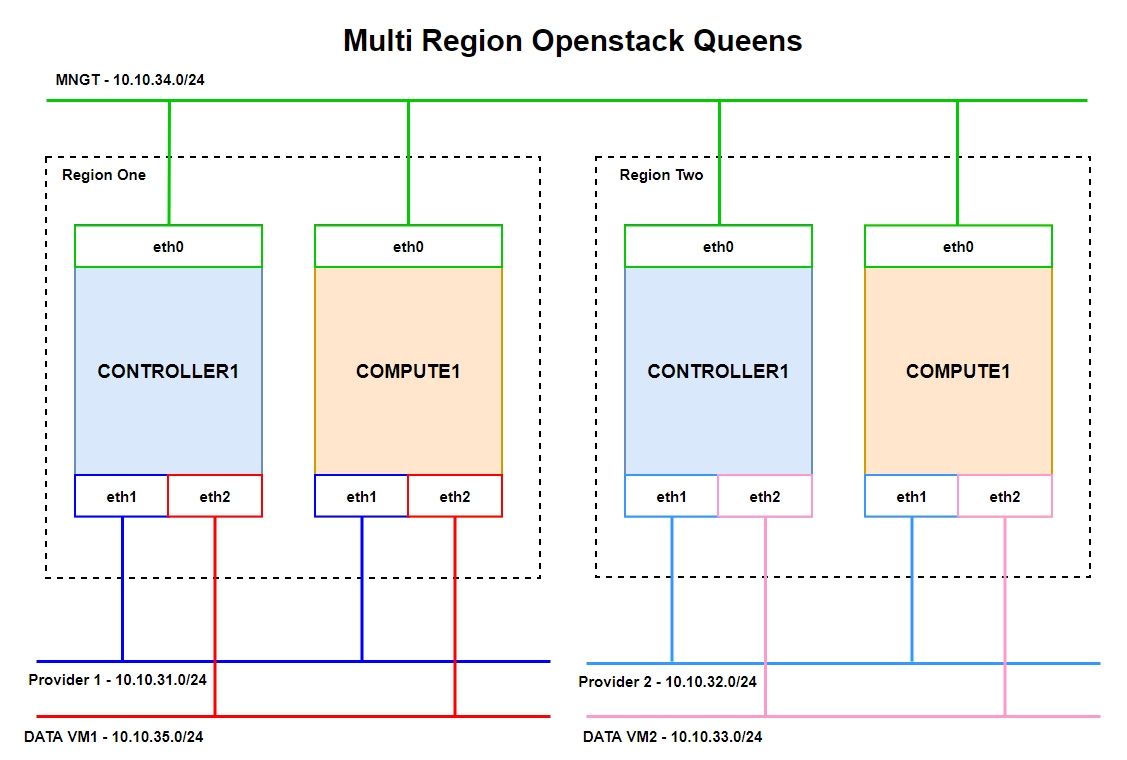 Multi Region Openstack Queens
MNGT - 10.10.34.0/24
Region One
Region Two
eth0
eth0
eth0
eth0
CONTROLLER1
COMPUTE1
CONTROLLER1
COMPUTE1
eth1
eth2
eth1
eth2
eth1
eth2
eth1
eth2
Provider 1 - 10.10.31.0/24
Provider 2 - 10.10.32.0/24
DATA VM1 - 10.10.35.0/24
DATA VM2 - 10.10.33.0/24